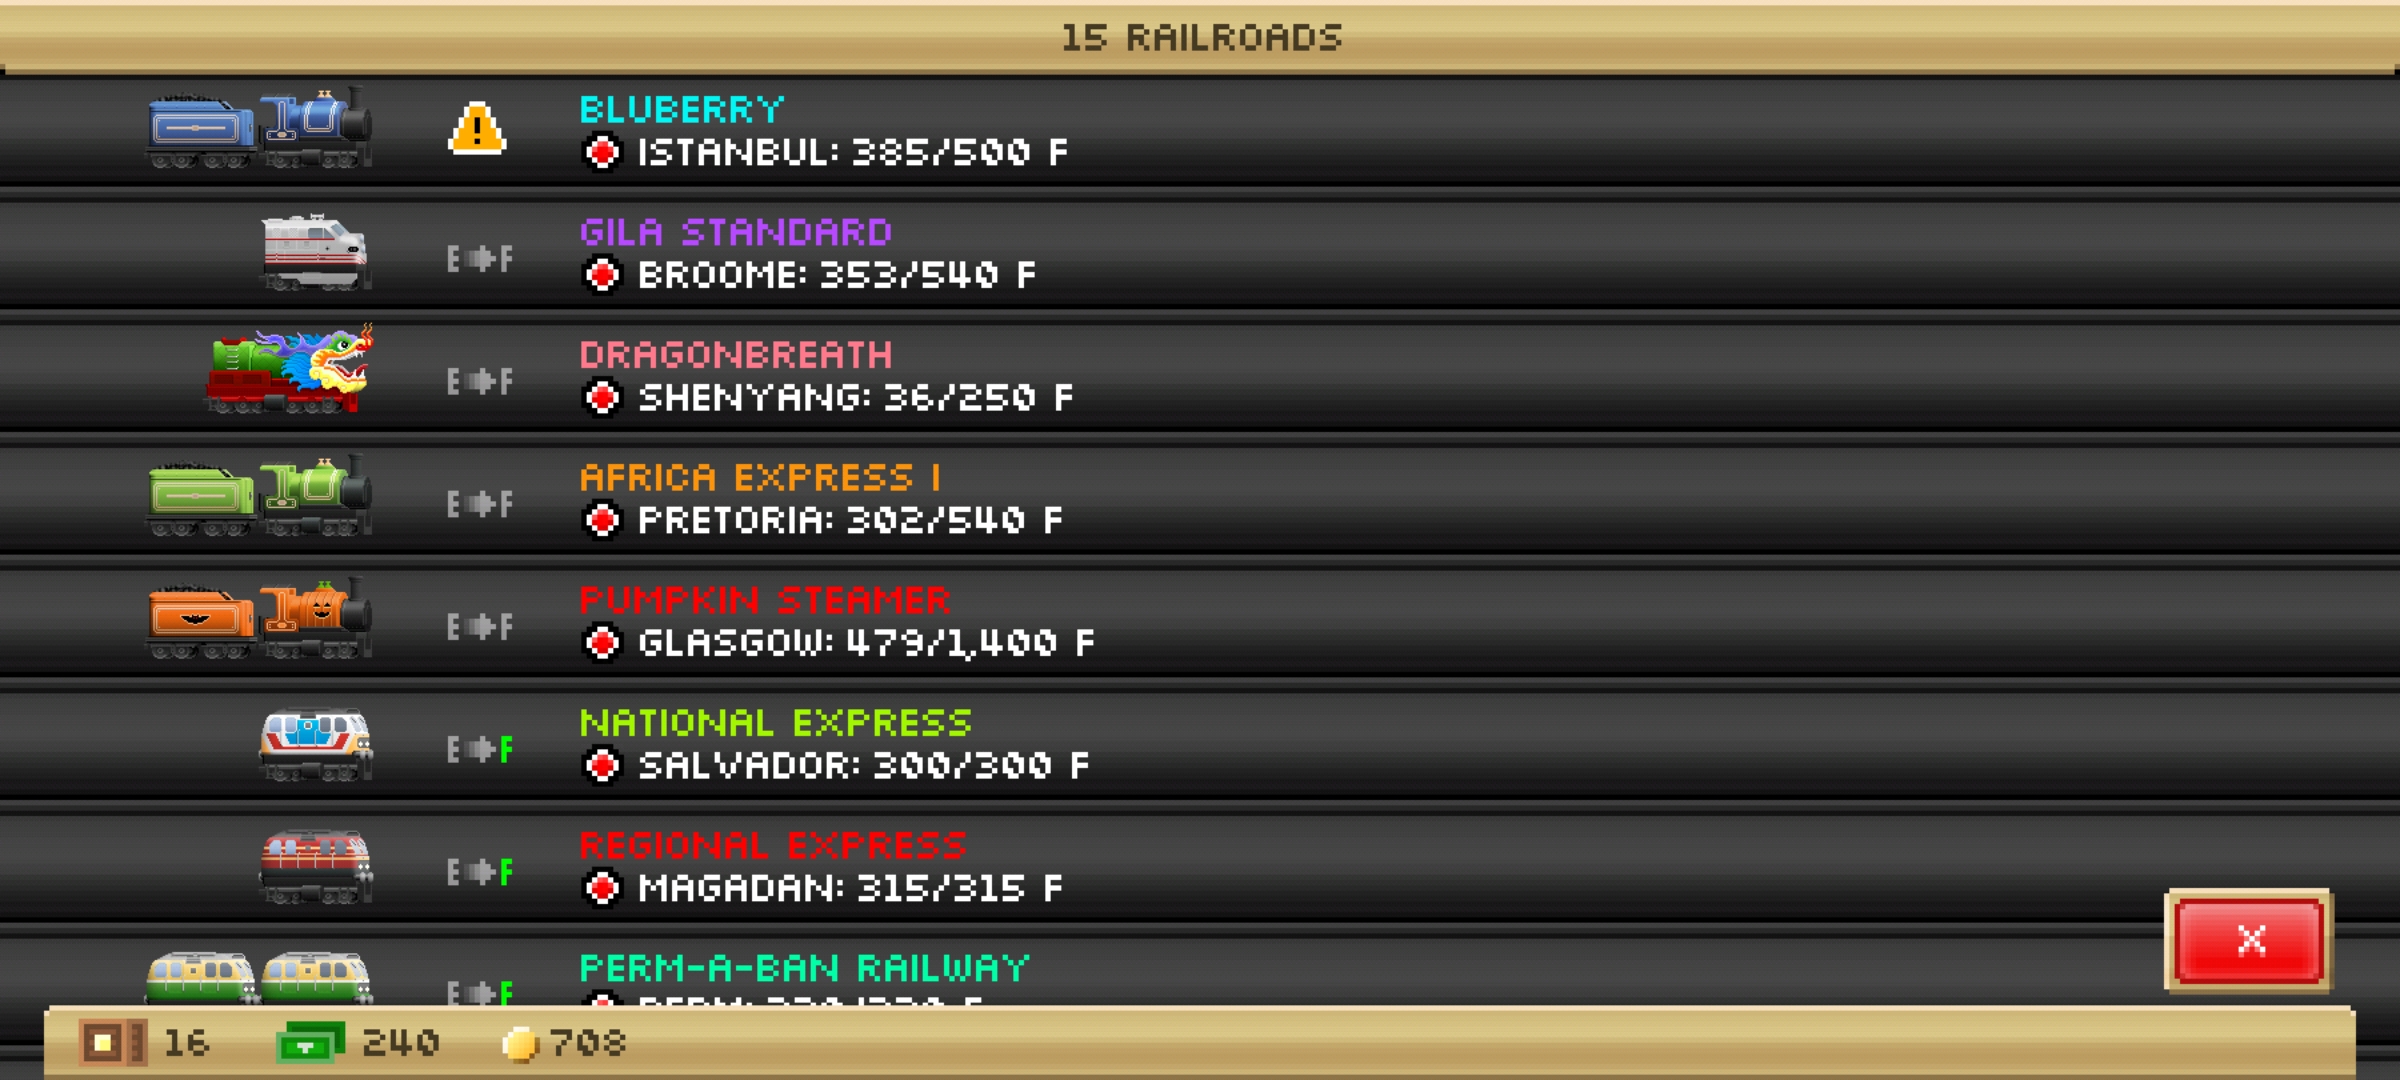 15 RAILROADS
BLUBERRY
ISTANBUL: 385/500 F
E F GILA STANDARD
BROOME: 353/540 F
E F DRAGONBREATH
SHENYANG: 36/250 F
E F AFRICA EXPRESS I
PRETORIA: 302/540 F
E F PUMPKIN STEAMER
GLASGOW: 479/1,400 F
E F NATIONAL EXPRESS
SALVADOR: 300/300 F
E F REGIONAL EXPRESS
MAGADAN: 315/315 F
E F PERM-A-BAN RAILWAY
X
16 240 708